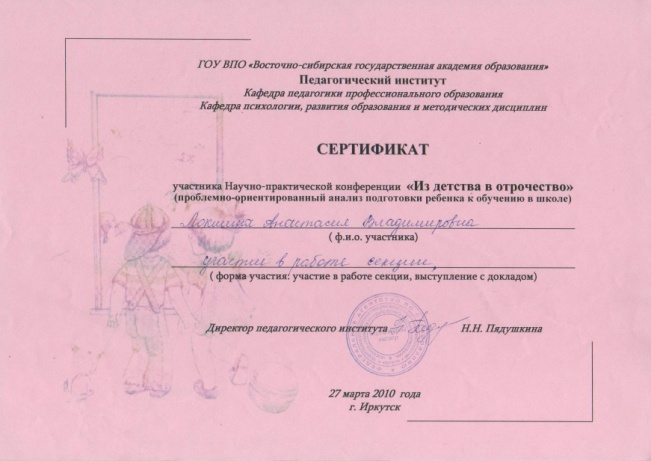 ГОУ ВПО «Восточно-сибирская государственная академия образования»
Педагогический институт
Кафедра педагогики профессионального образования
Кафедра психологии, развития образования и методических дисциплин
СЕРТИФИКАТ
участника Научно-практической конференции «Из детства в отрочество»
(проблемно-ориентированный анализ подготовки ребенка к обучению в школе)
Анастасия Владимировна
( ф.и.о. участника)
участие в работе секции
( форма участия: участие в работе секции, выступление с докладом)
Директор педагогического института Н.Н. Пядушкина
27 марта 2010 года
г. Иркутск